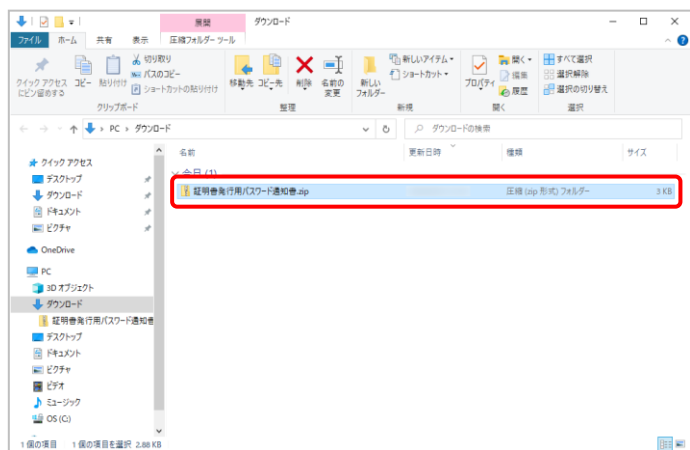 展開
ダウンロード
ファイル ホーム 共有 表示 圧縮フォルダー ツール
クイック アクセスにピン留めする
コピー
貼り付け
切り取り
パスのコピー
ショートカットの貼り付け
クリップボード
移動先
コピー先
削除
名前の変更
整理
新しいフォルダー
新しいアイテム
ショートカット
新規
プロパティ
開く
編集
履歴
開く
すべて選択
選択解除
選択の切り替え
選択
PC ダウンロード
ダウンロードの検索
名前 更新日時 種類 サイズ
クイック アクセス
デスクトップ
ダウンロード
ドキュメント
ピクチャ
OneDrive
PC
3D オブジェクト
ダウンロード
証明書発行用パスワード通知書
デスクトップ
ドキュメント
ピクチャ
ビデオ
ミュージック
OS (C:)
今日 (1)
証明書発行用パスワード通知書.zip 圧縮 (zip 形式) フォルダー 3 KB
1 個の項目 1 個の項目を選択 2.88 KB